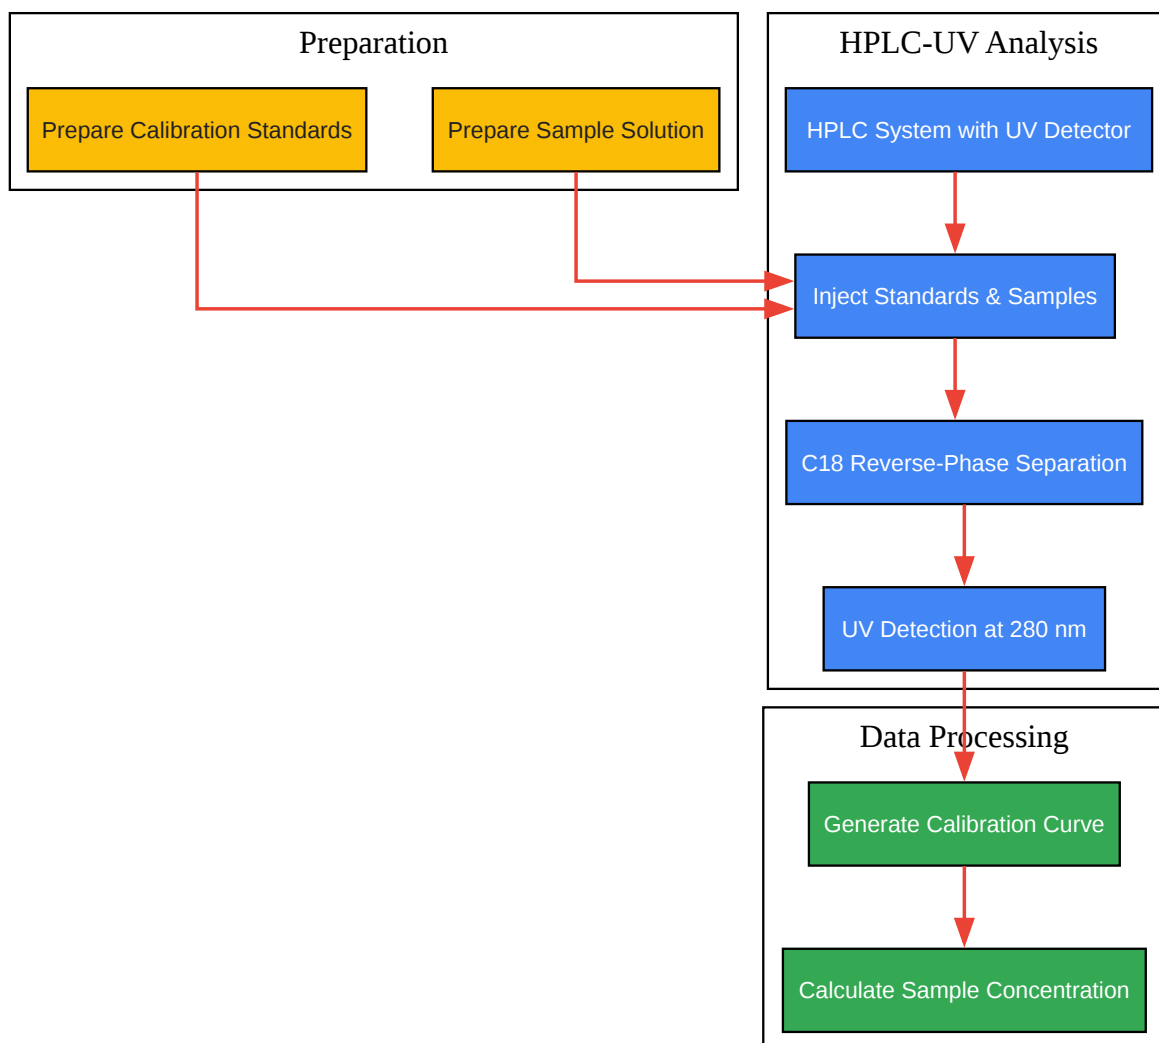 Preparation
Prepare Calibration Standards
Prepare Sample Solution
HPLC-UV Analysis
HPLC System with UV Detector
Inject Standards & Samples
C18 Reverse-Phase Separation
UV Detection at 280 nm
Data Processing
Generate Calibration Curve
Calculate Sample Concentration